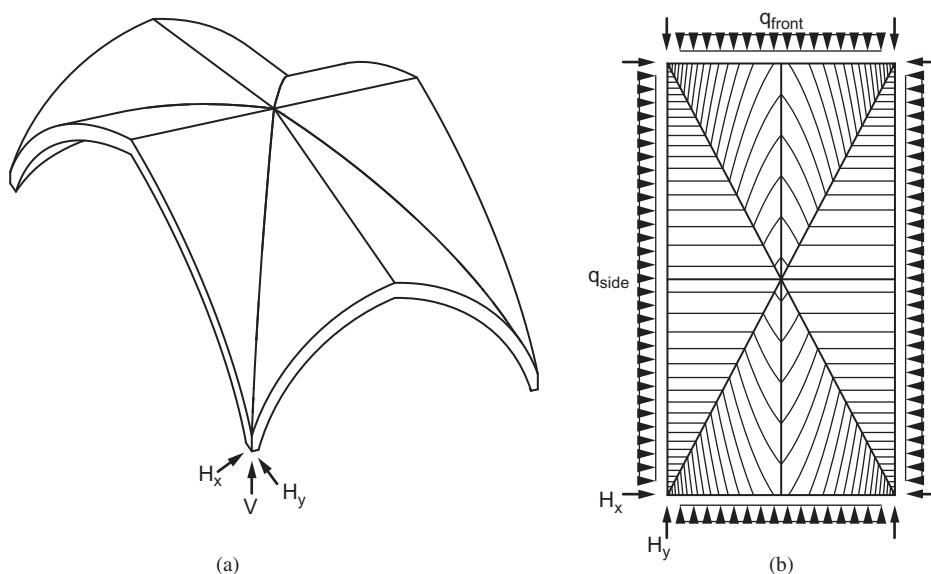 q_front
q_side
H_x
H_y
V
H_x
H_y
(a)
(b)